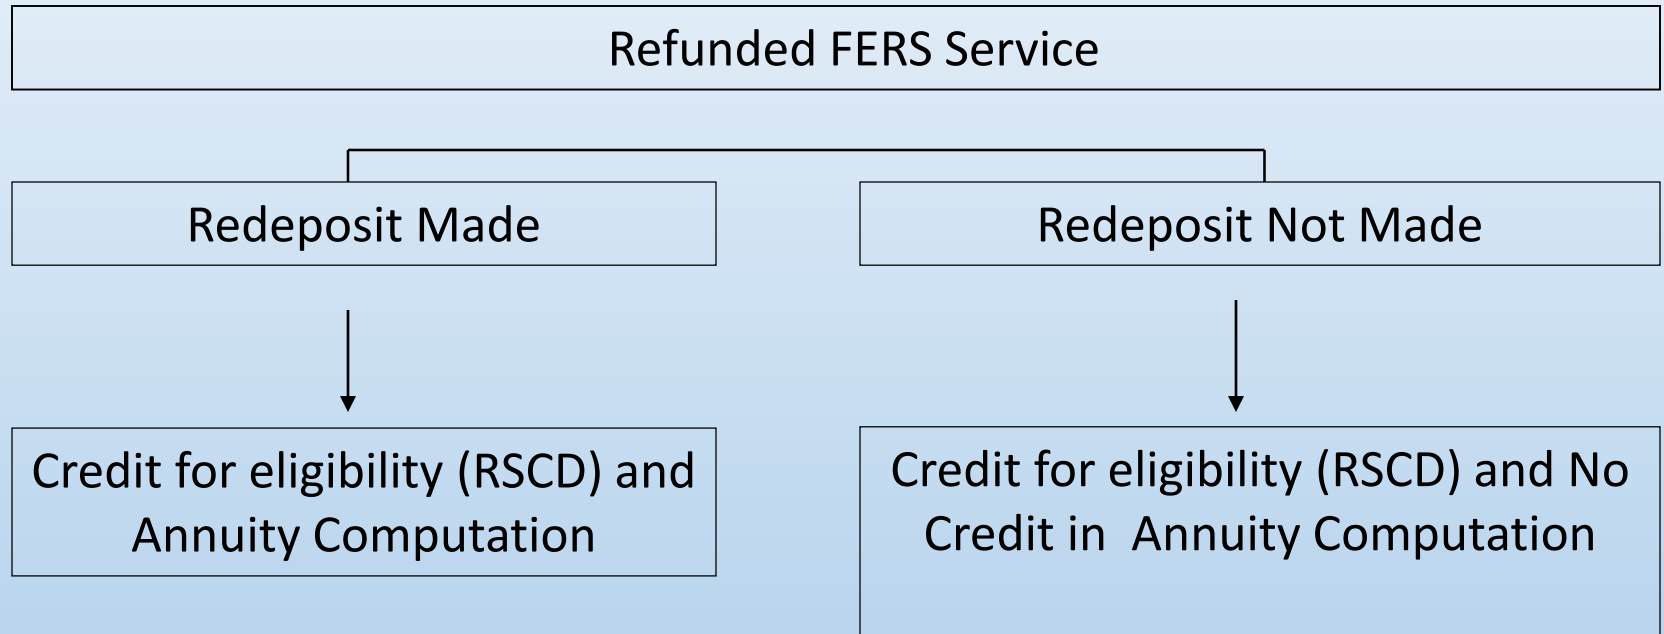 Refunded FERS Service
Redeposit Made
Redeposit Not Made
Credit for eligibility (RSCD) and
Annuity Computation
Credit for eligibility (RSCD) and No
Credit in  Annuity Computation